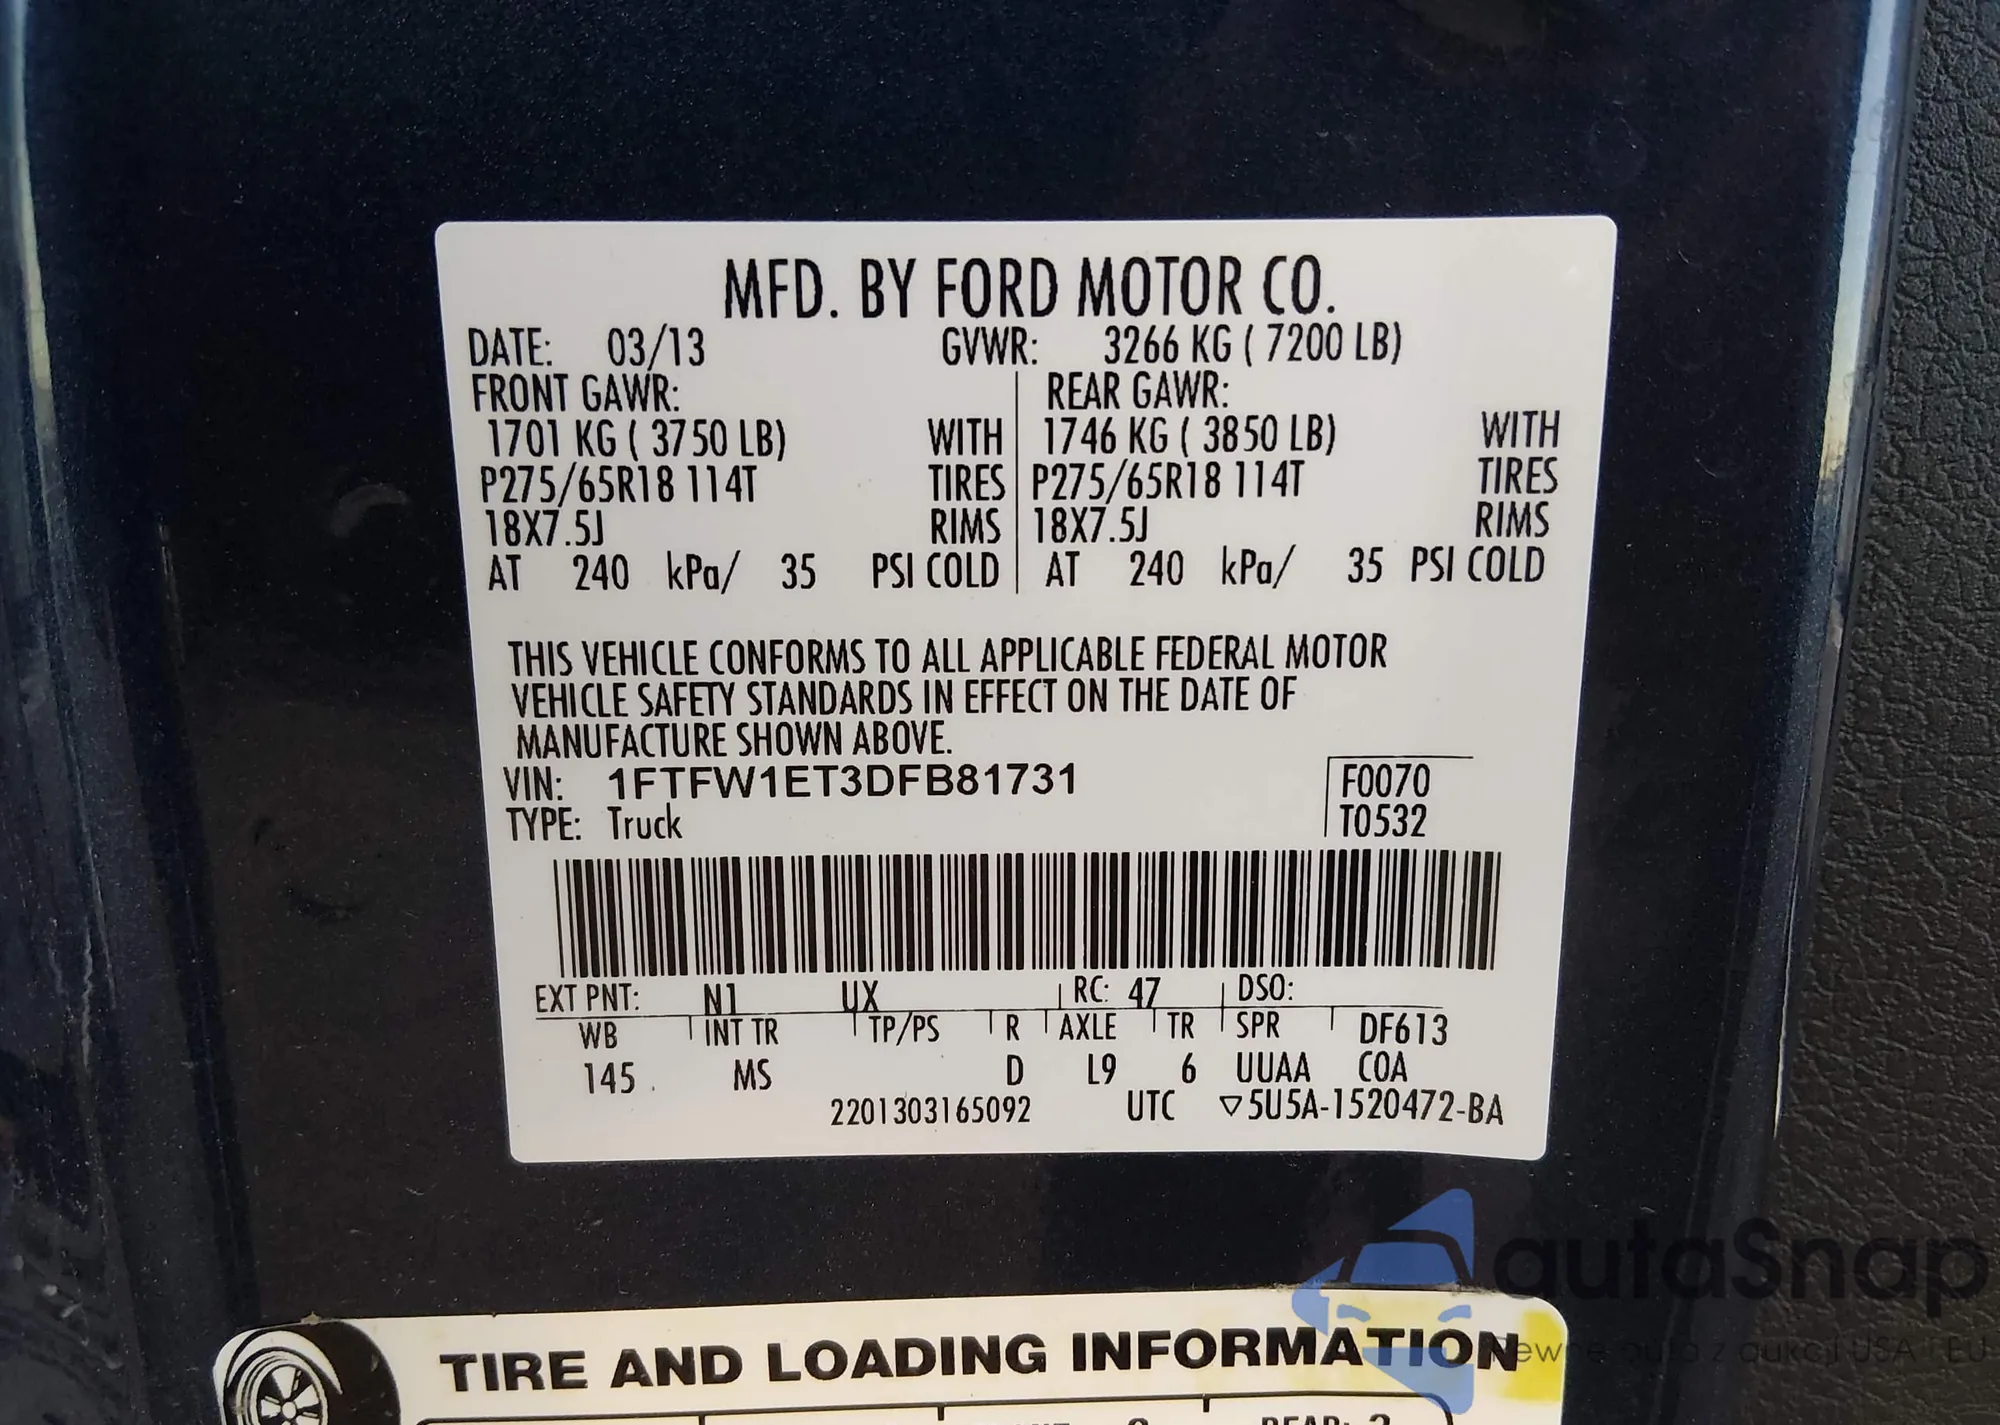 MFD. BY FORD MOTOR CO.
DATE: 03/13 GVWR: 3266 KG ( 7200 LB)
FRONT GAWR: REAR GAWR:
1701 KG ( 3750 LB) WITH 1746 KG ( 3850 LB) WITH
P275/65R18 114T TIRES P275/65R18 114T TIRES
18X7.5J RIMS 18X7.5J RIMS
AT 240 kPa/ 35 PSI COLD AT 240 kPa/ 35 PSI COLD
THIS VEHICLE CONFORMS TO ALL APPLICABLE FEDERAL MOTOR
VEHICLE SAFETY STANDARDS IN EFFECT ON THE DATE OF
MANUFACTURE SHOWN ABOVE.
VIN: 1FTFW1ET3DFB81731 F0070
TYPE: Truck T0532
EXT PNT: N1 UX RC: 47 DSO:
WB INT TR TP/PS R AXLE TR SPR DF613
145 MS D L9 6 UUAA COA
2201303165092 UTC ▽5U5A-1520472-BA
autaSnap
TIRE AND LOADING INFORMATION
auta z aukcji USA i EU
REAR: